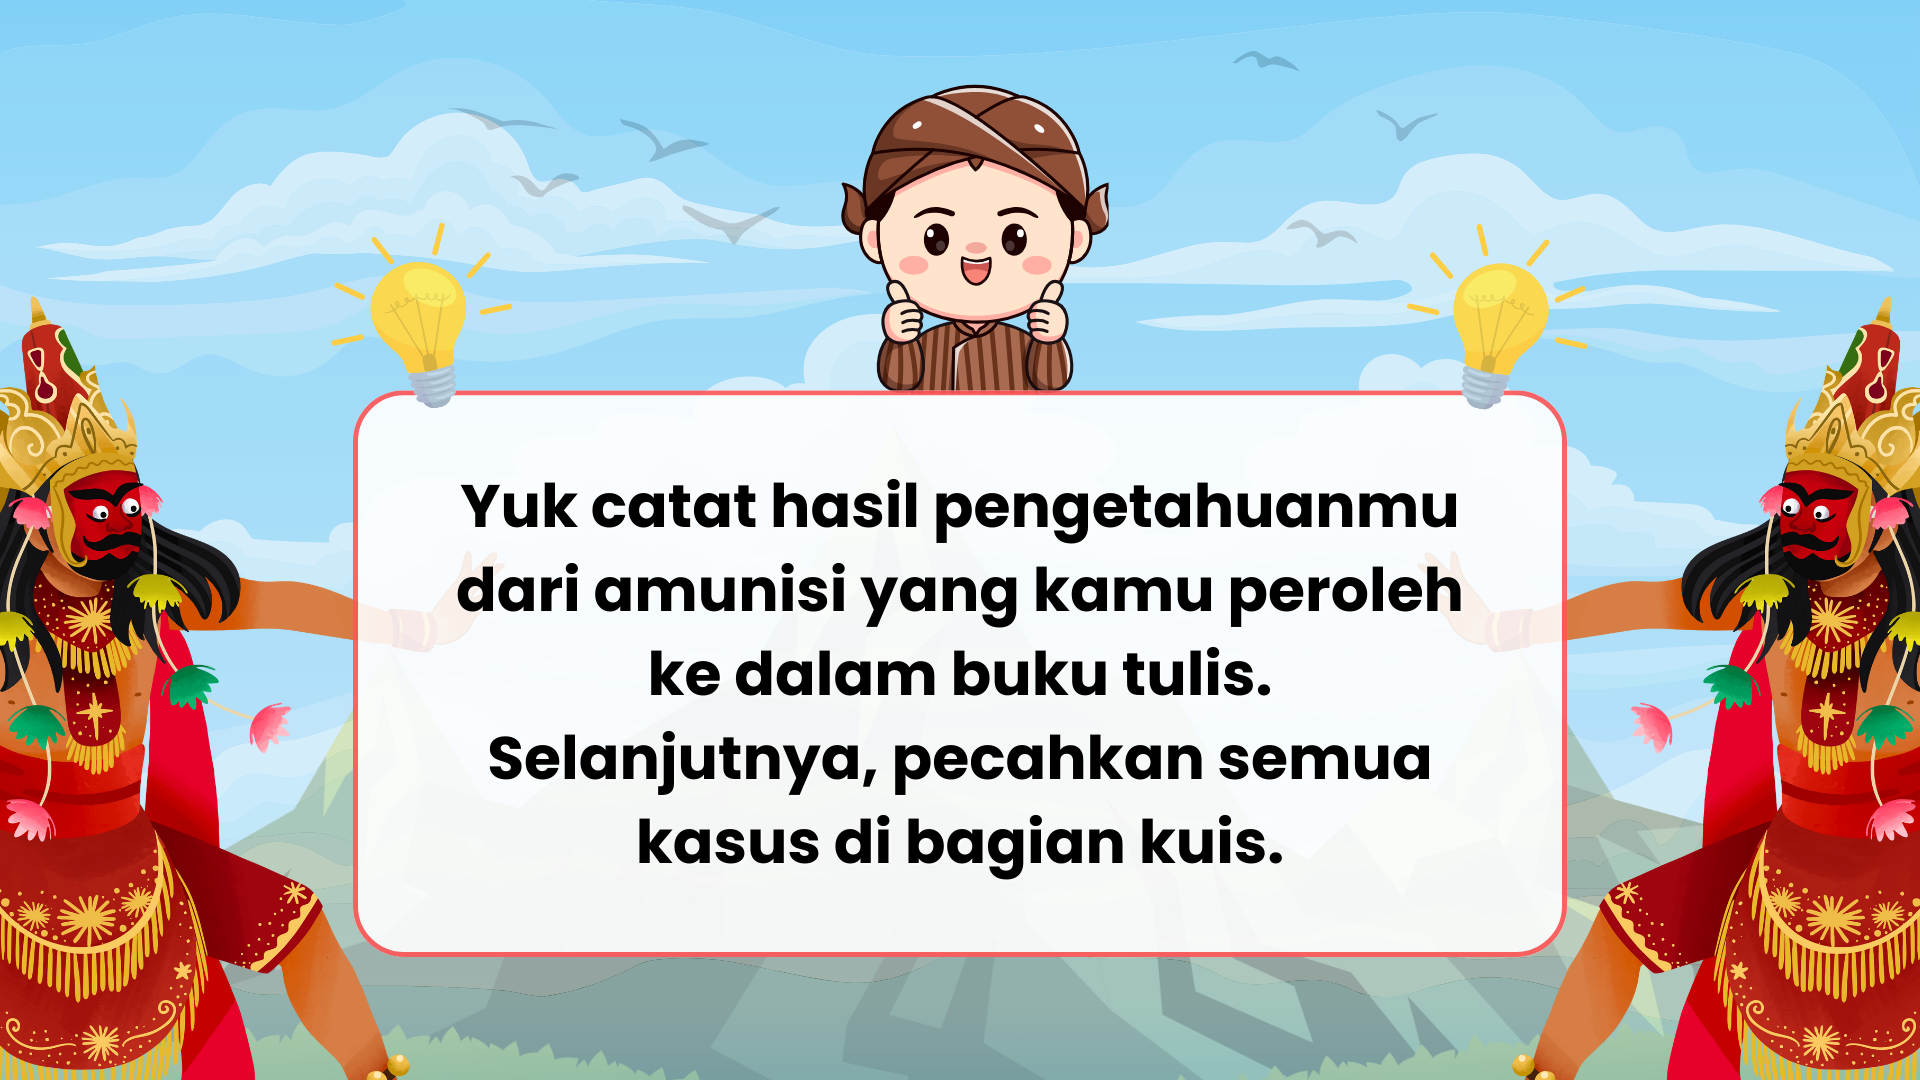 Yuk catat hasil pengetahuanmu
dari amunisi yang kamu peroleh
ke dalam buku tulis.
Selanjutnya, pecahkan semua
kasus di bagian kuis.